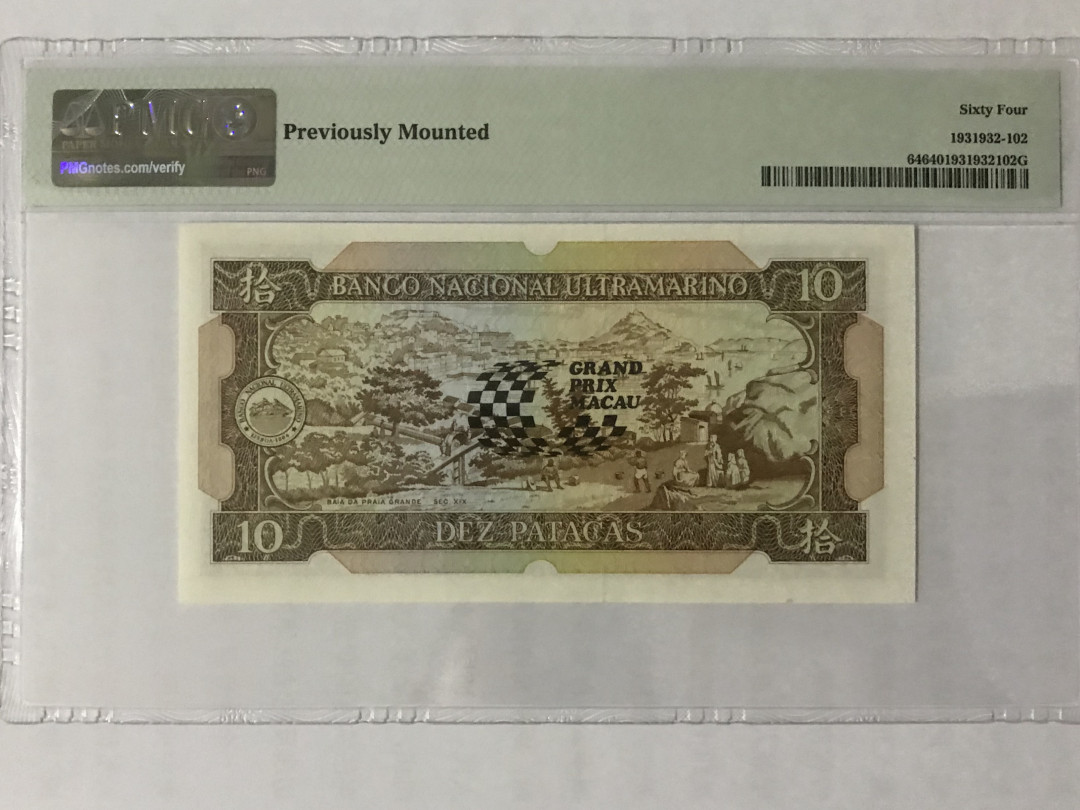 PMG
Previously Mounted
Sixty Four
1931932-102
646401931932102G
PMGnotes.com/verify
PNG
拾
BANCO NACIONAL ULTRAMARINO
10
GRAND
PRIX
MACAU
BAIA DA PRAIA GRANDE SEC. XIX
10
DEZ PATACAS
拾